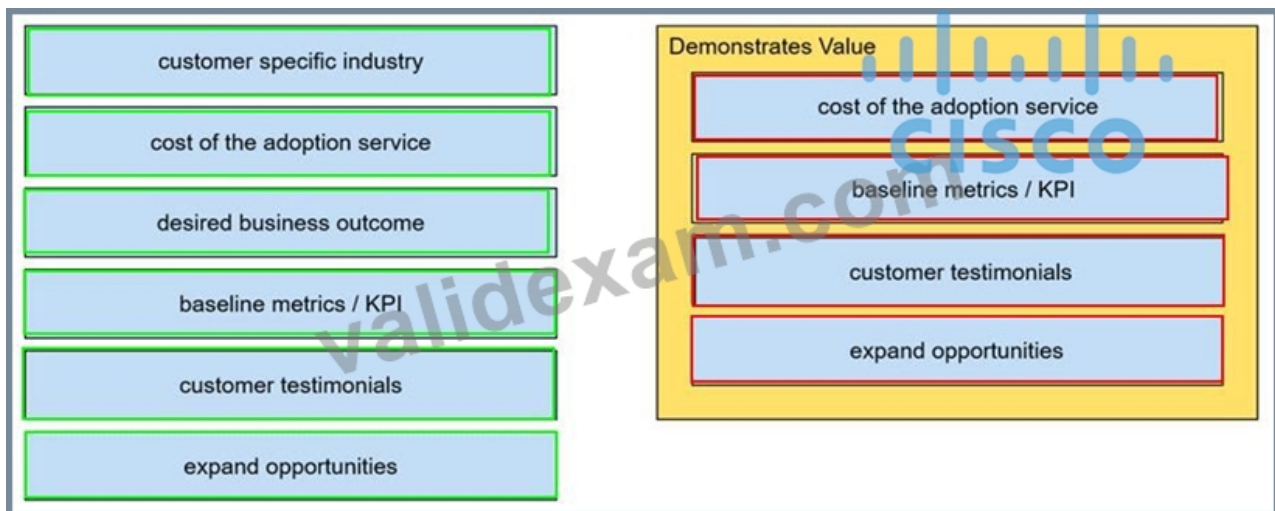 customer specific industry
cost of the adoption service
desired business outcome
baseline metrics / KPI
customer testimonials
expand opportunities
Demonstrates Value
cost of the adoption service
baseline metrics / KPI
customer testimonials
expand opportunities
CISCO
validexam.com